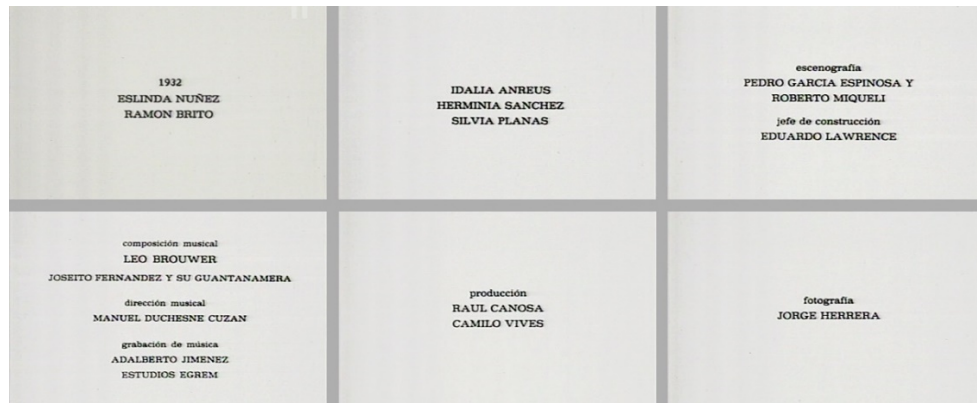 1932
ESLINDA NUÑEZ
RAMON BRITO
IDALIA ANREUS
HERMINIA SANCHEZ
SILVIA PLANAS
escenografía
PEDRO GARCIA ESPINOSA Y
ROBERTO MIQUELI
jefe de construcción
EDUARDO LAWRENCE
composición musical
LEO BROUWER
JOSEITO FERNANDEZ Y SU GUANTANAMERA
dirección musical
MANUEL DUCHESNE CUZAN
grabación de música
ADALBERTO JIMENEZ
ESTUDIOS EGREM
producción
RAUL CANOSA
CAMILO VIVES
fotografía
JORGE HERRERA